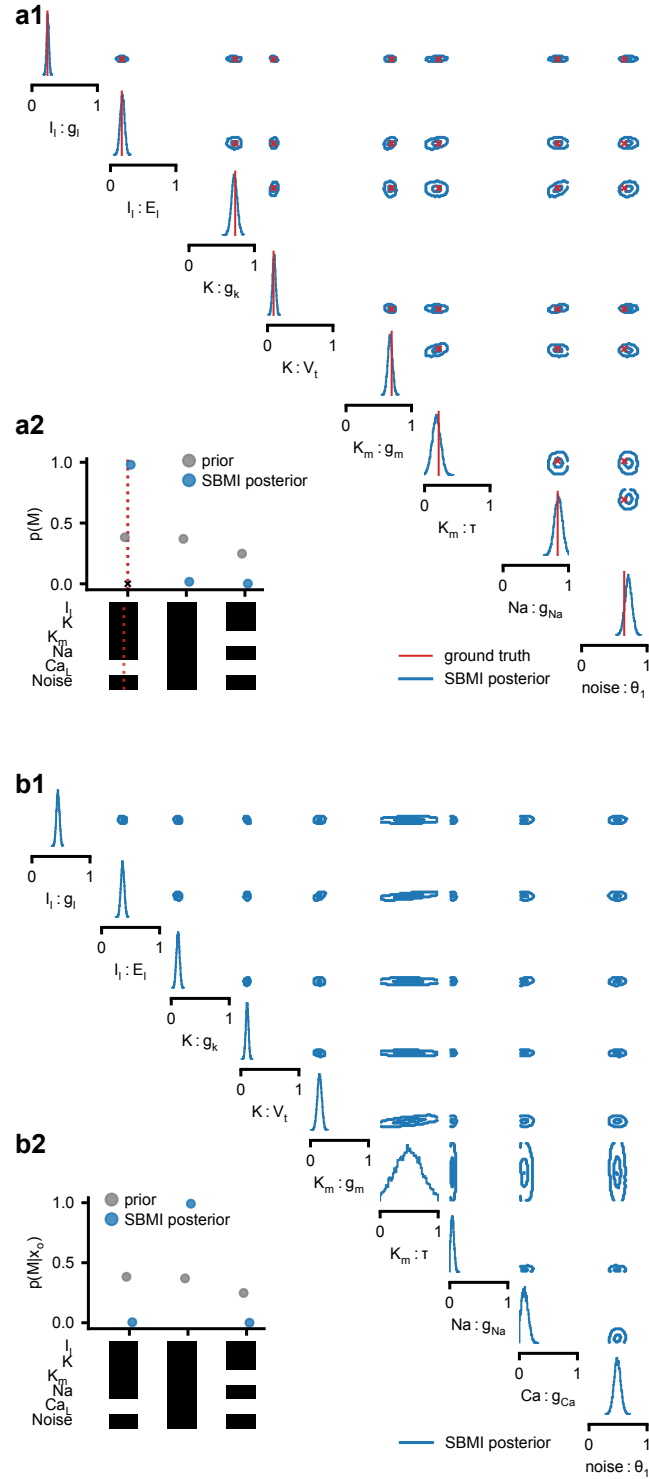 a1
0 1
I_l : g_l
0 1
I_l : E_l
0 1
K : g_k
0 1
K : V_t
0 1
K_m : g_m
0 1
K_m : τ
0 1
Na : g_Na
0 1
noise : θ_1
ground truth
SBMI posterior
a2
p(M)
1.0
0.5
0.0
prior
SBMI posterior
I_l
K
K_m
Na
Ca_L
Noise
b1
0 1
I_l : g_l
0 1
I_l : E_l
0 1
K : g_k
0 1
K : V_t
0 1
K_m : g_m
0 1
K_m : τ
0 1
Na : g_Na
0 1
Ca : g_Ca
0 1
noise : θ_1
SBMI posterior
b2
p(M|x_o)
1.0
0.5
0.0
prior
SBMI posterior
I_l
K
K_m
Na
Ca_L
Noise